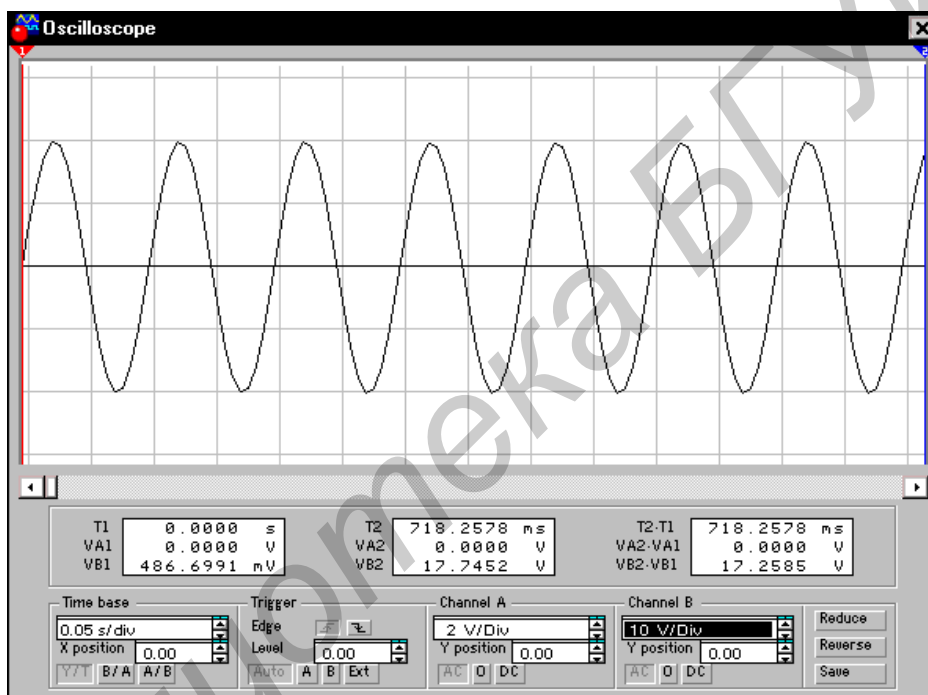 Oscilloscope
1 2
T1 0.0000 s T2 718.2578 ms T2-T1 718.2578 ms
VA1 0.0000 V VA2 0.0000 V VA2-VA1 0.0000 V
VB1 486.6991 mV VB2 17.7452 V VB2-VB1 17.2585 V
Time base Trigger Channel A Channel B
0.05 s/div Edge 2 V/Div 10 V/Div Reduce
X position 0.00 Level 0.00 Y position 0.00 Y position 0.00 Reverse
Y/T B/A A/B Auto A B Ext AC 0 DC AC 0 DC Save